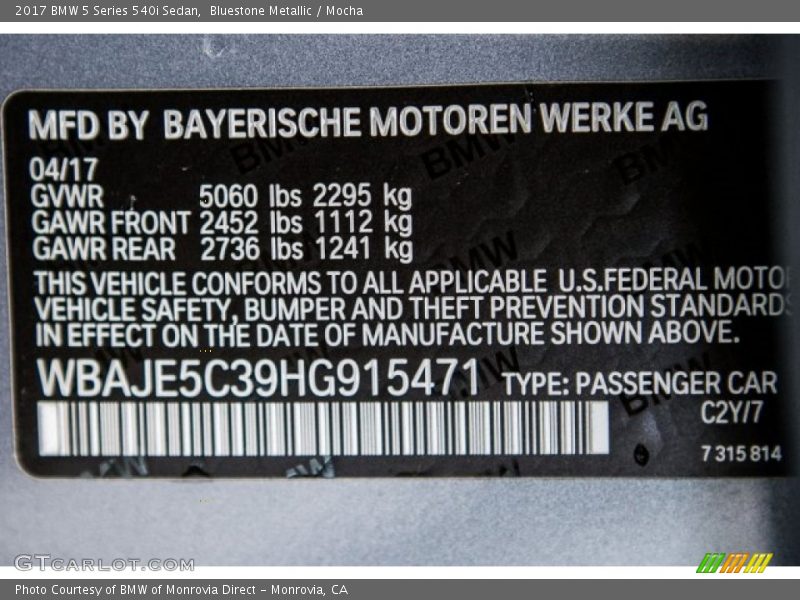 2017 BMW 5 Series 540i Sedan, Bluestone Metallic / Mocha
MFD BY BAYERISCHE MOTOREN WERKE AG
04/17
GVWR 5060 lbs 2295 kg
GAWR FRONT 2452 lbs 1112 kg
GAWR REAR 2736 lbs 1241 kg
THIS VEHICLE CONFORMS TO ALL APPLICABLE U.S.FEDERAL MOTO
VEHICLE SAFETY, BUMPER AND THEFT PREVENTION STANDARDS
IN EFFECT ON THE DATE OF MANUFACTURE SHOWN ABOVE.
WBAJE5C39HG915471 TYPE: PASSENGER CAR
C2Y/7
7 315 814
GTCARLOT.COM
Photo Courtesy of BMW of Monrovia Direct - Monrovia, CA